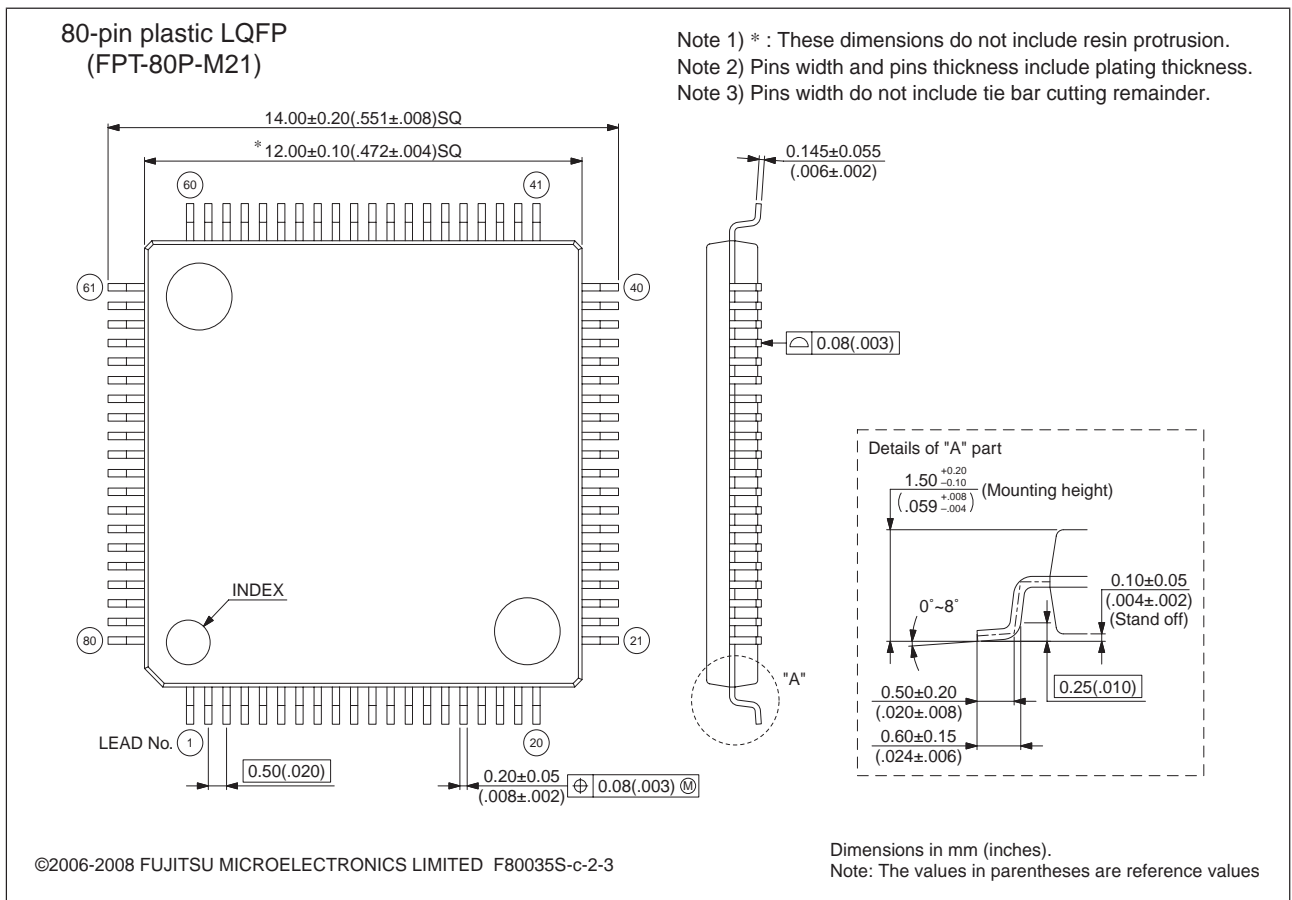 80-pin plastic LQFP
(FPT-80P-M21)
Note 1) * : These dimensions do not include resin protrusion.
Note 2) Pins width and pins thickness include plating thickness.
Note 3) Pins width do not include tie bar cutting remainder.
14.00±0.20(.551±.008)SQ
*12.00±0.10(.472±.004)SQ
0.145±0.055
(.006±.002)
60
41
61
40
0.08(.003)
Details of "A" part
1.50 +0.20 –0.10 (Mounting height)
(.059 +.008 –.004)
0.10±0.05
(.004±.002)
(Stand off)
0˚~8˚
0.25(.010)
0.50±0.20
(.020±.008)
0.60±0.15
(.024±.006)
INDEX
80
21
"A"
LEAD No. 1
20
0.50(.020)
0.20±0.05
(.008±.002)
⌖ 0.08(.003) Ⓜ
©2006-2008 FUJITSU MICROELECTRONICS LIMITED F80035S-c-2-3
Dimensions in mm (inches).
Note: The values in parentheses are reference values